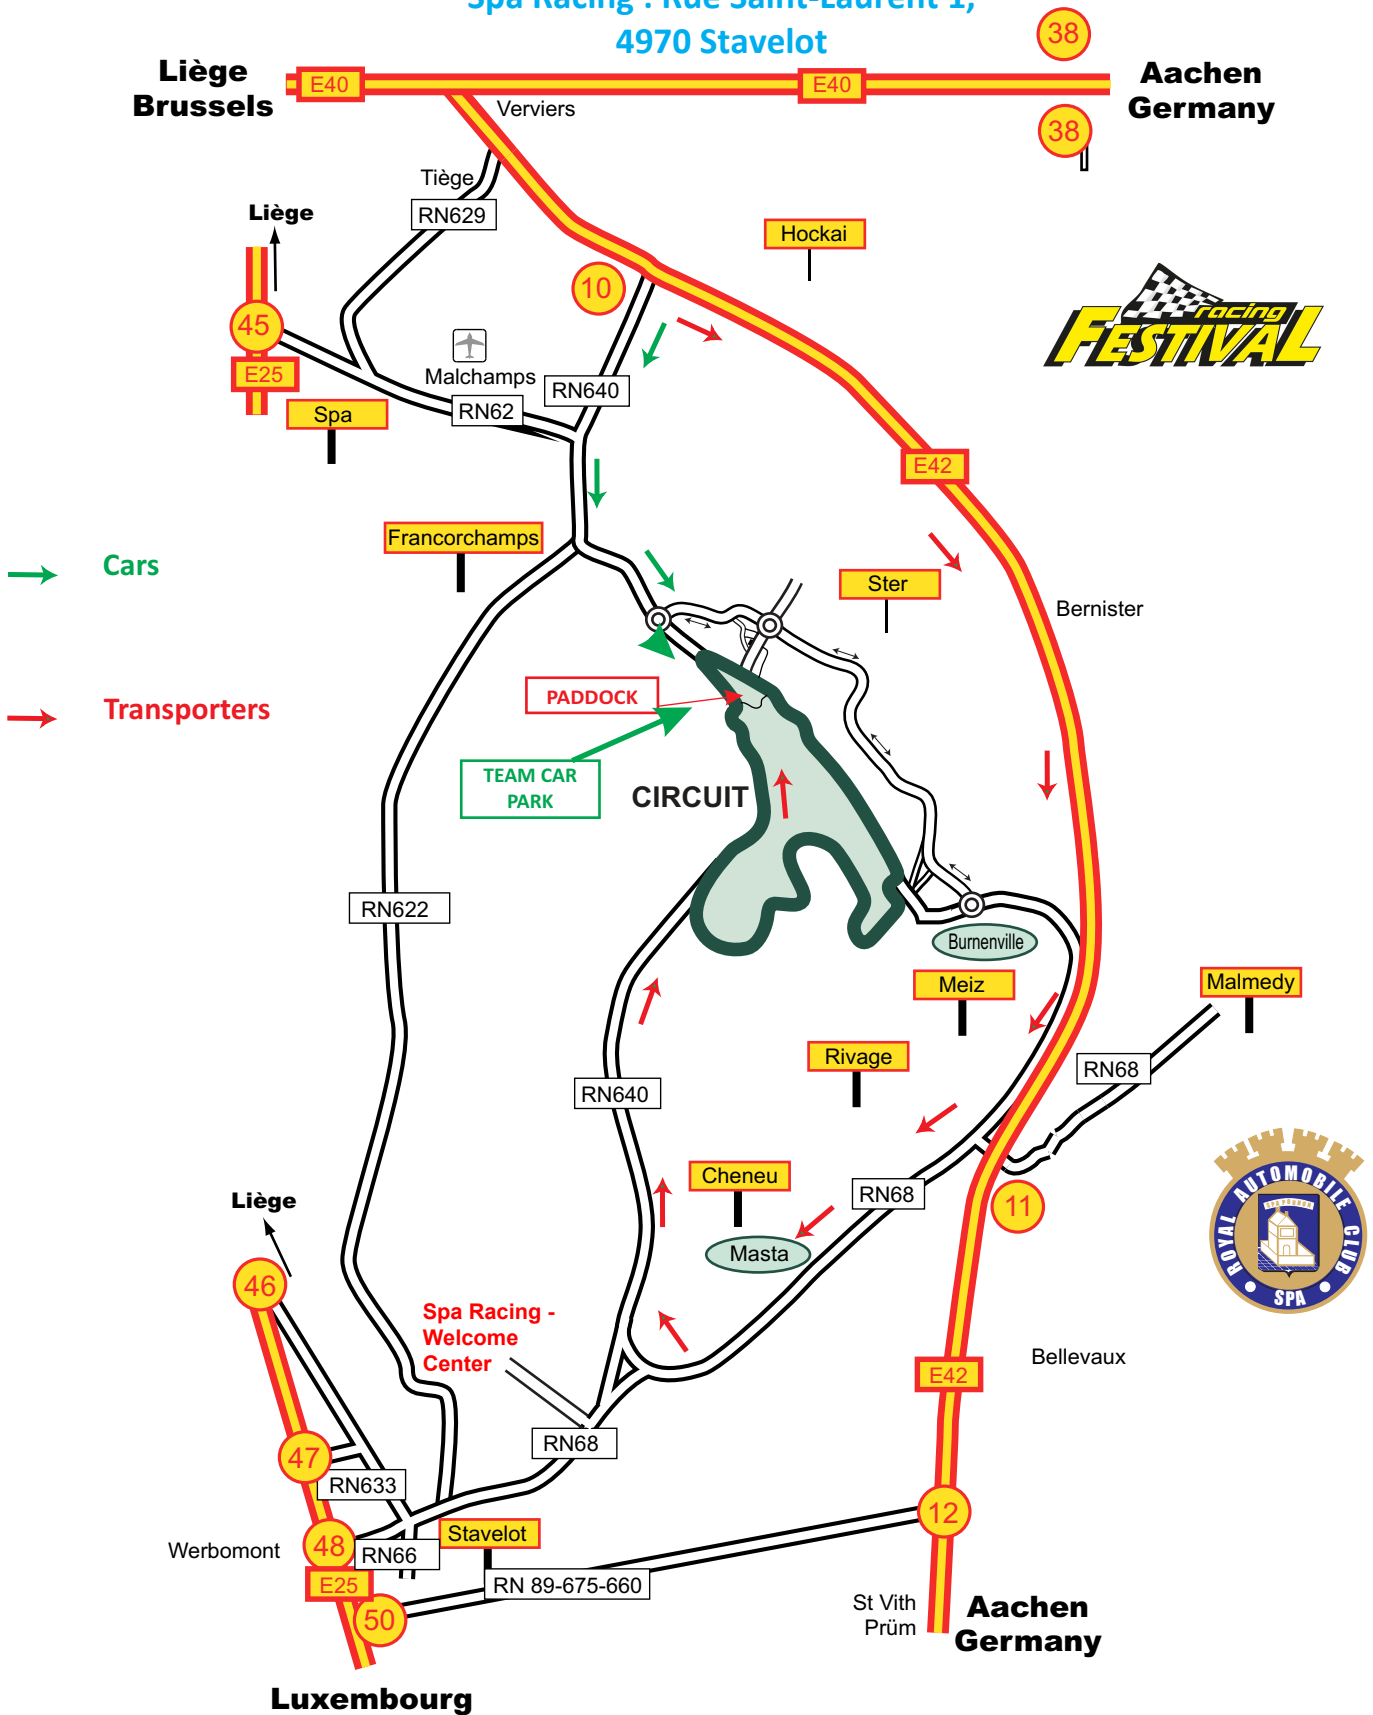 Spa Racing : Rue Saint-Laurent 1,
4970 Stavelot
38
Liège
Brussels
E40
E40
Aachen
Germany
Verviers
38
Tiège
RN629
Liège
Hockai
10
racing
FESTIVAL
45
E25
Malchamps
RN640
RN62
Spa
E42
Francorchamps
Cars
Ster
Bernister
PADDOCK
Transporters
TEAM CAR
PARK
CIRCUIT
RN622
Burnenville
Meiz
Malmedy
Rivage
RN68
RN640
Cheneu
RN68
11
Masta
ROYAL AUTOMOBILE CLUB
SPA
Liège
46
Spa Racing -
Welcome
Center
Bellevaux
E42
RN68
47
RN633
12
Stavelot
48
Werbomont
RN66
E25
RN 89-675-660
50
St Vith
Prüm
Aachen
Germany
Luxembourg